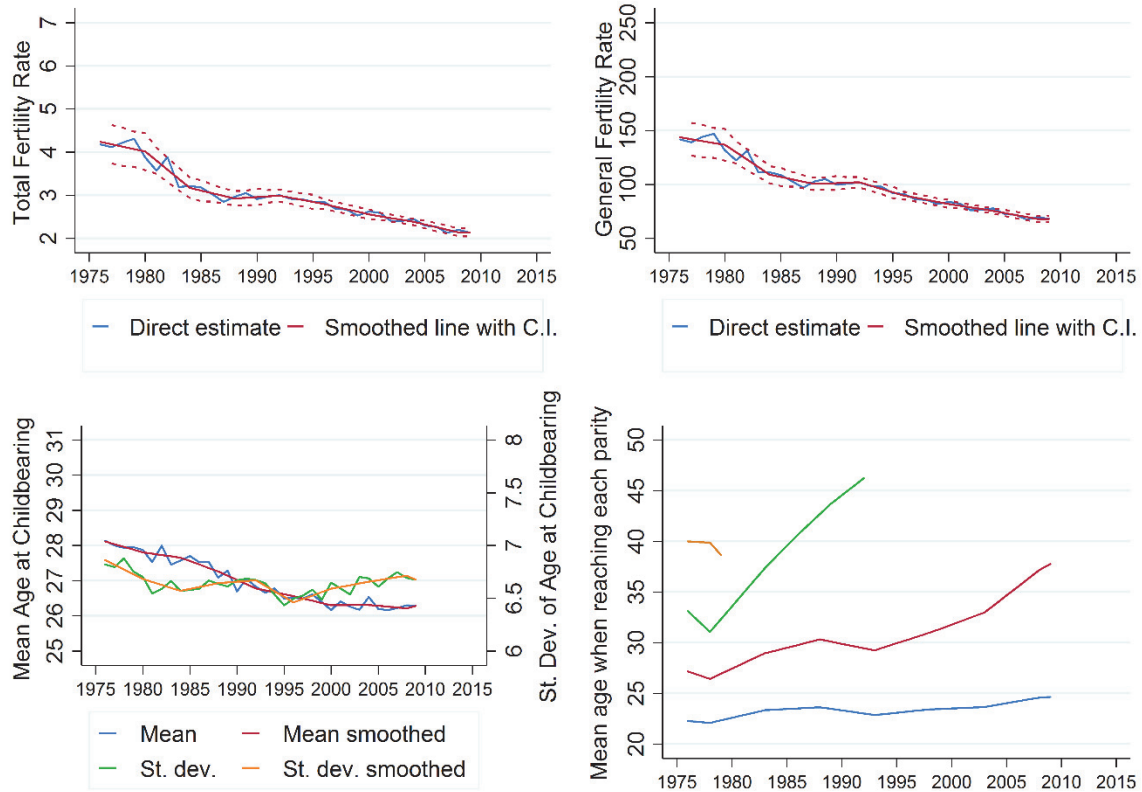 Total Fertility Rate
7
6
5
4
3
2
1975 1980 1985 1990 1995 2000 2005 2010 2015
Direct estimate Smoothed line with C.I.
General Fertility Rate
250
200
150
100
50
1975 1980 1985 1990 1995 2000 2005 2010 2015
Direct estimate Smoothed line with C.I.
Mean Age at Childbearing
31
30
29
28
27
26
25
St. Dev. of Age at Childbearing
8
7.5
7
6.5
6
1975 1980 1985 1990 1995 2000 2005 2010 2015
Mean Mean smoothed
St. dev. St. dev. smoothed
Mean age when reaching each parity
50
45
40
35
30
25
20
1975 1980 1985 1990 1995 2000 2005 2010 2015